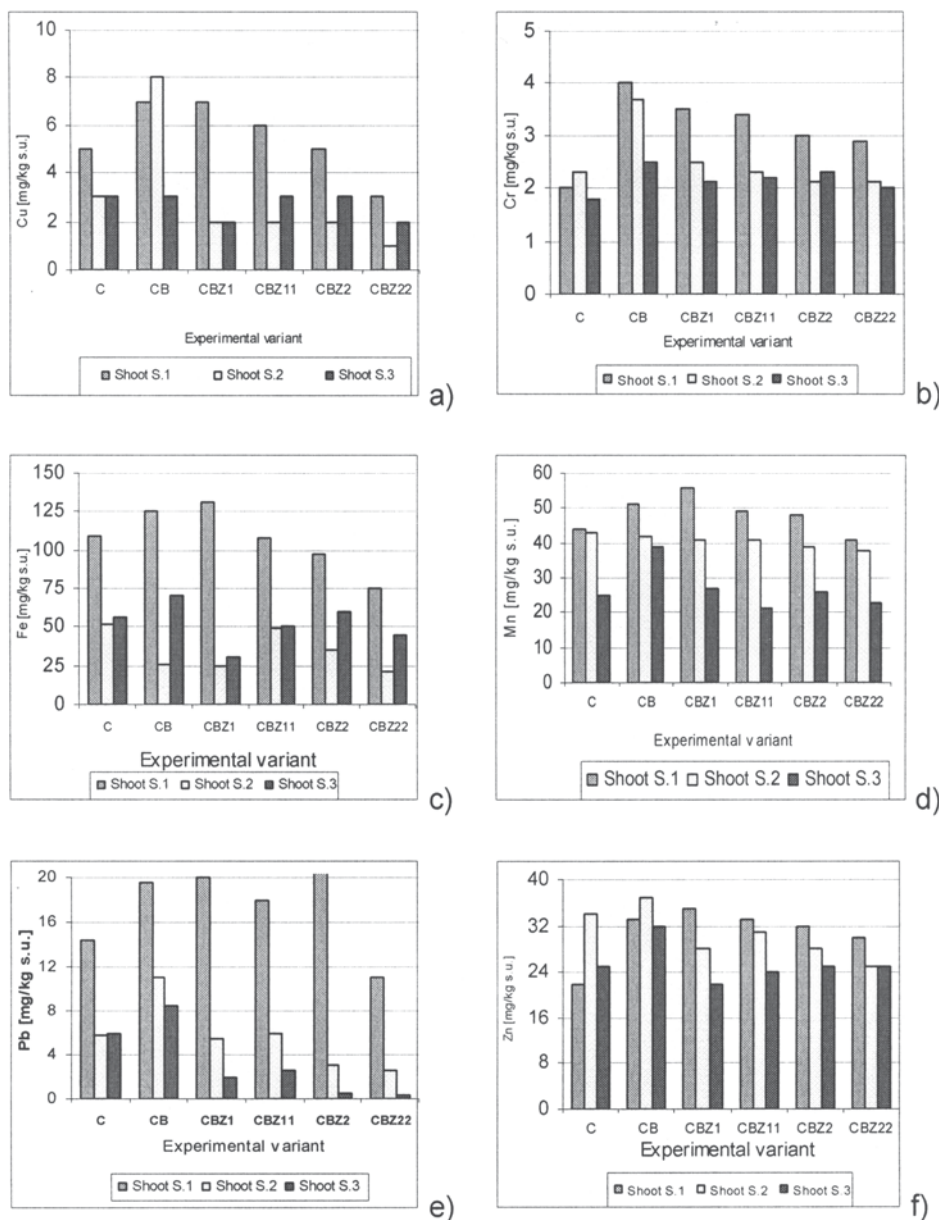 10
8
6
4
2
0
Cu [mg/kg s.u.]
C CB CBZ1 CBZ11 CBZ2 CBZ22
Experimental variant
Shoot S.1 Shoot S.2 Shoot S.3
a)
5
4
3
2
1
0
Cr [mg/kg s.u.]
C CB CBZ1 CBZ11 CBZ2 CBZ22
Experimental variant
Shoot S.1 Shoot S.2 Shoot S.3
b)
150
125
100
75
50
25
0
Fe [mg/kg s.u.]
C CB CBZ1 CBZ11 CBZ2 CBZ22
Experimental variant
Shoot S.1 Shoot S.2 Shoot S.3
c)
60
50
40
30
20
10
0
Mn [mg/kg s.u.]
C CB CBZ1 CBZ11 CBZ2 CBZ22
Experimental variant
Shoot S.1 Shoot S.2 Shoot S.3
d)
20
16
12
8
4
0
Pb [mg/kg s.u.]
C CB CBZ1 CBZ11 CBZ2 CBZ22
Experimental variant
Shoot S.1 Shoot S.2 Shoot S.3
e)
40
32
24
16
8
0
Zn [mg/kg s.u.]
C CB CBZ1 CBZ11 CBZ2 CBZ22
Experimental variant
Shoot S.1 Shoot S.2 Shoot S.3
f)